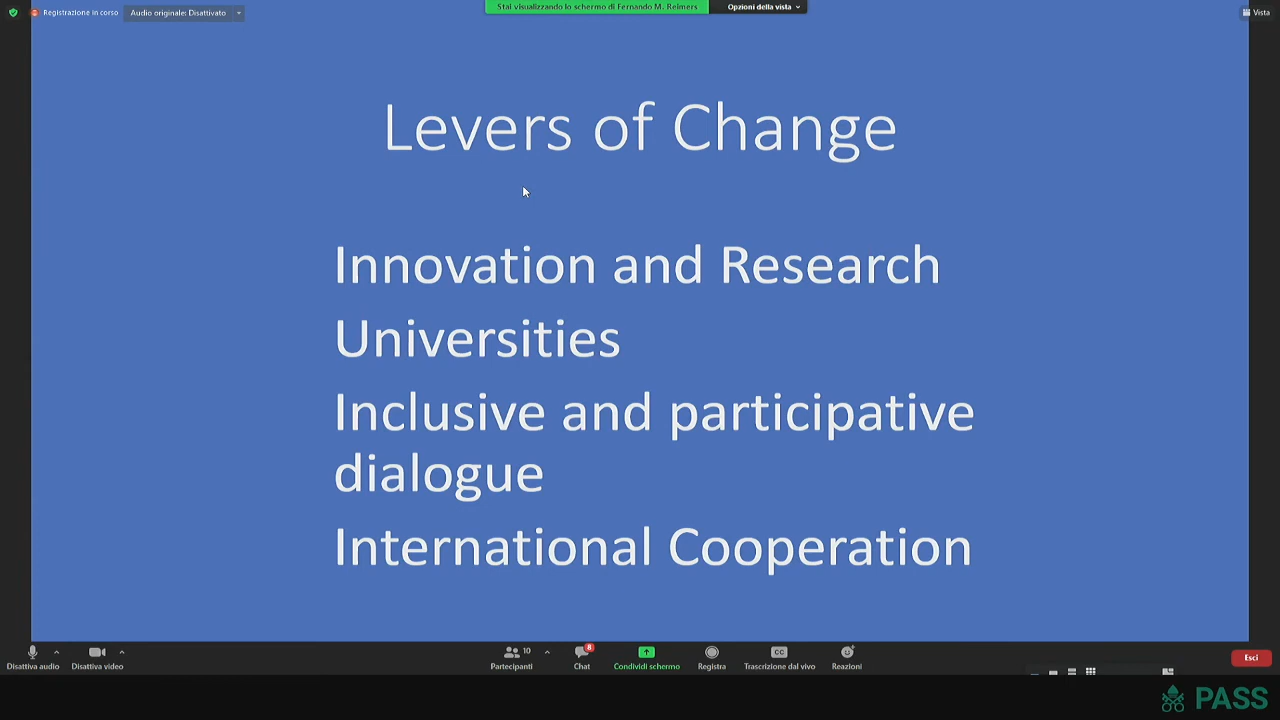 Registrazione in corso
Audio originale: Disattivato
Stai visualizzando lo schermo di Fernando M. Reimers
Opzioni della vista
Vista
Levers of Change
Innovation and Research
Universities
Inclusive and participative
dialogue
International Cooperation
Disattiva audio
Disattiva video
Partecipanti
10
Chat
8
Condividi schermo
Registra
CC
Trascrizione dal vivo
Reazioni
Esci
PASS